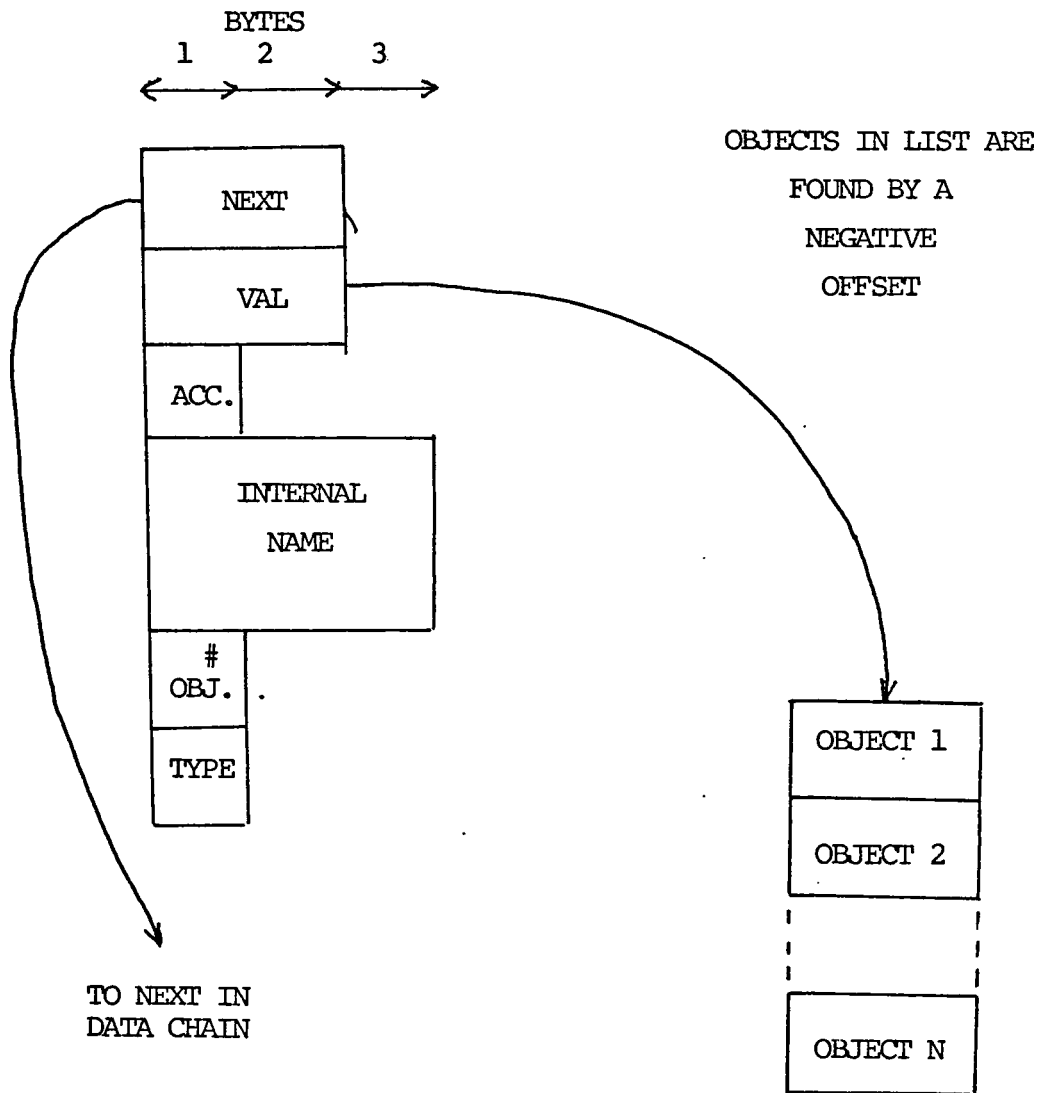 BYTES
1 2 3
OBJECTS IN LIST ARE
FOUND BY A
NEGATIVE
OFFSET
NEXT
VAL
ACC.
INTERNAL
NAME
#
OBJ.
TYPE
OBJECT 1
OBJECT 2
OBJECT N
TO NEXT IN
DATA CHAIN